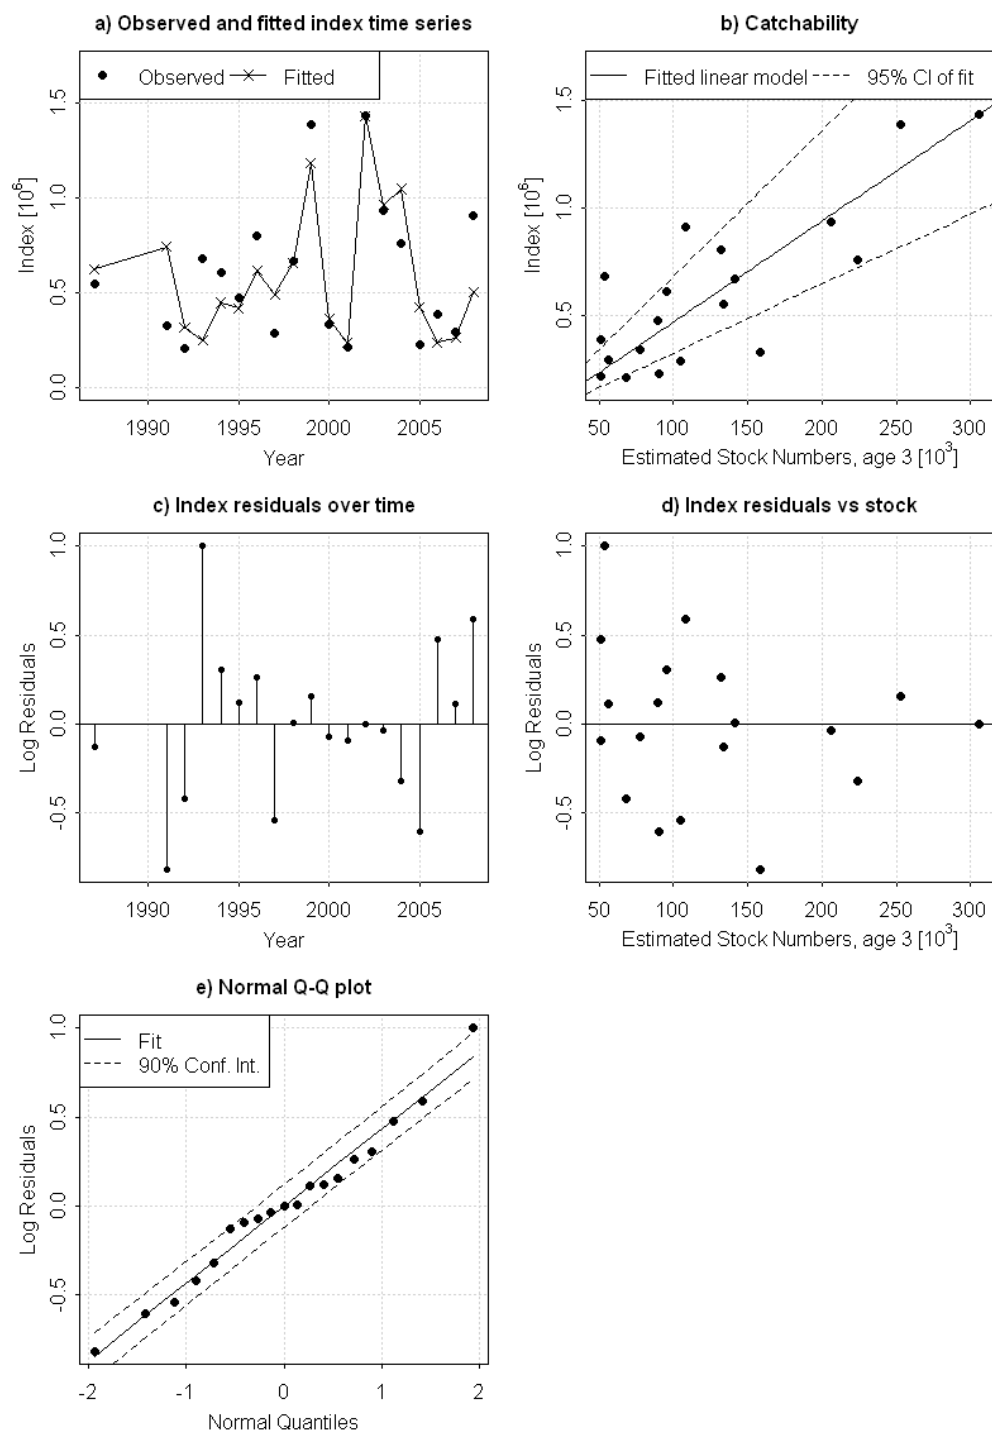 a) Observed and fitted index time series
Observed Fitted
Index [10^6]
0.0 0.5 1.0 1.5
1990 1995 2000 2005
Year
b) Catchability
Fitted linear model 95% CI of fit
Index [10^6]
0.5 1.0 1.5
50 100 150 200 250 300
Estimated Stock Numbers, age 3 [10^3]
c) Index residuals over time
Log Residuals
-0.5 0.0 0.5 1.0
1990 1995 2000 2005
Year
d) Index residuals vs stock
Log Residuals
-0.5 0.0 0.5 1.0
50 100 150 200 250 300
Estimated Stock Numbers, age 3 [10^3]
e) Normal Q-Q plot
Fit
90% Conf. Int.
Log Residuals
-0.5 0.0 0.5 1.0
-2 -1 0 1 2
Normal Quantiles